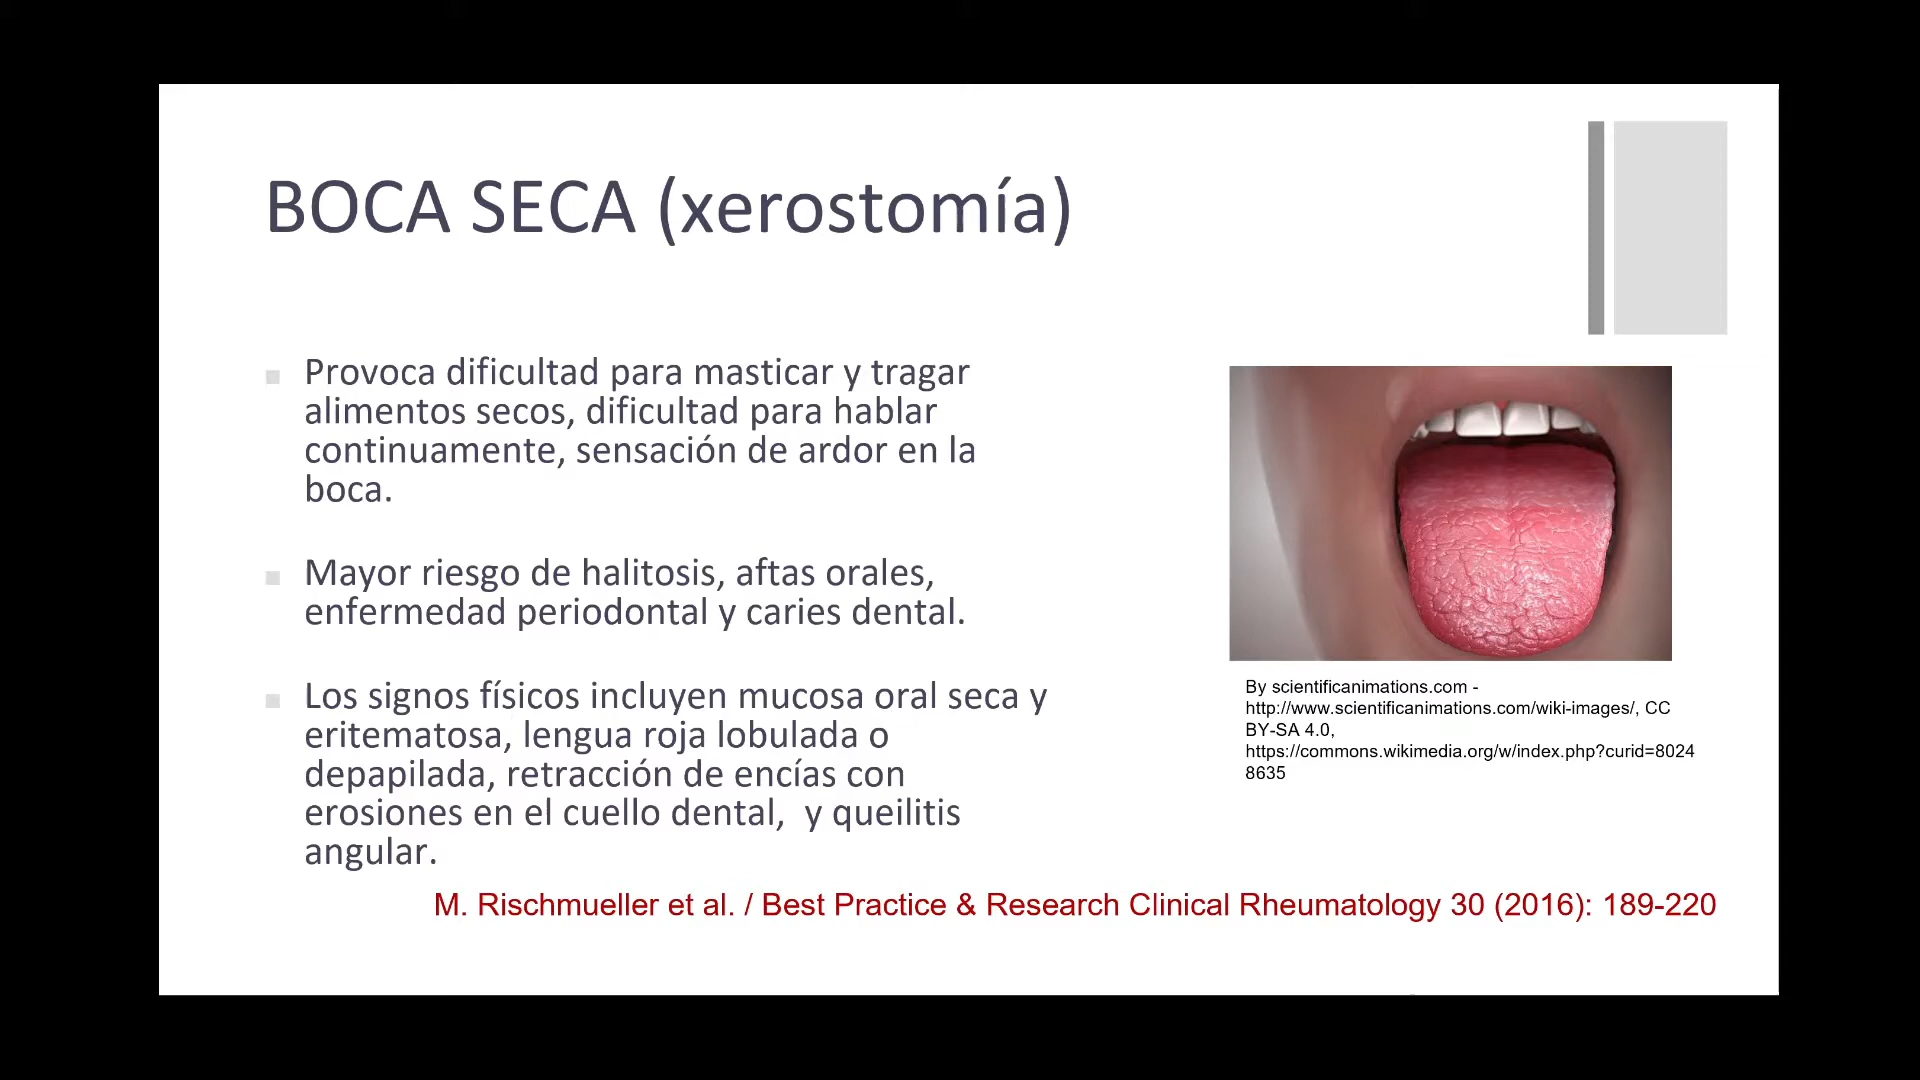 BOCA SECA (xerostomía)
Provoca dificultad para masticar y tragar
alimentos secos, dificultad para hablar
continuamente, sensación de ardor en la
boca.
Mayor riesgo de halitosis, aftas orales,
enfermedad periodontal y caries dental.
Los signos físicos incluyen mucosa oral seca y
eritematosa, lengua roja lobulada o
depapilada, retracción de encías con
erosiones en el cuello dental,  y queilitis
angular.
By scientificanimations.com -
http://www.scientificanimations.com/wiki-images/, CC
BY-SA 4.0,
https://commons.wikimedia.org/w/index.php?curid=8024
8635
M. Rischmueller et al. / Best Practice & Research Clinical Rheumatology 30 (2016): 189-220